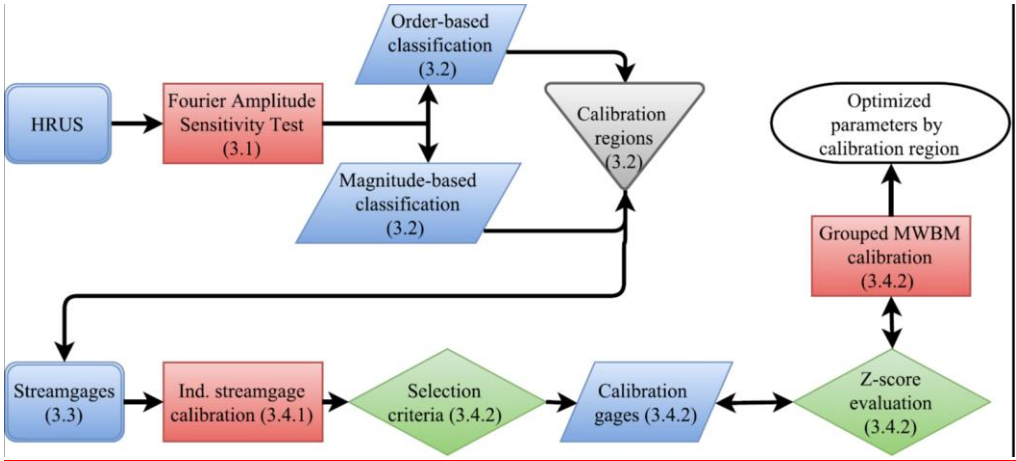 HRUS
Fourier Amplitude
Sensitivity Test
(3.1)
Order-based
classification
(3.2)
Magnitude-based
classification
(3.2)
Calibration
regions
(3.2)
Optimized
parameters by
calibration region
Grouped MWBM
calibration
(3.4.2)
Streamgages
(3.3)
Ind. streamgage
calibration (3.4.1)
Selection
criteria (3.4.2)
Calibration
gages (3.4.2)
Z-score
evaluation
(3.4.2)